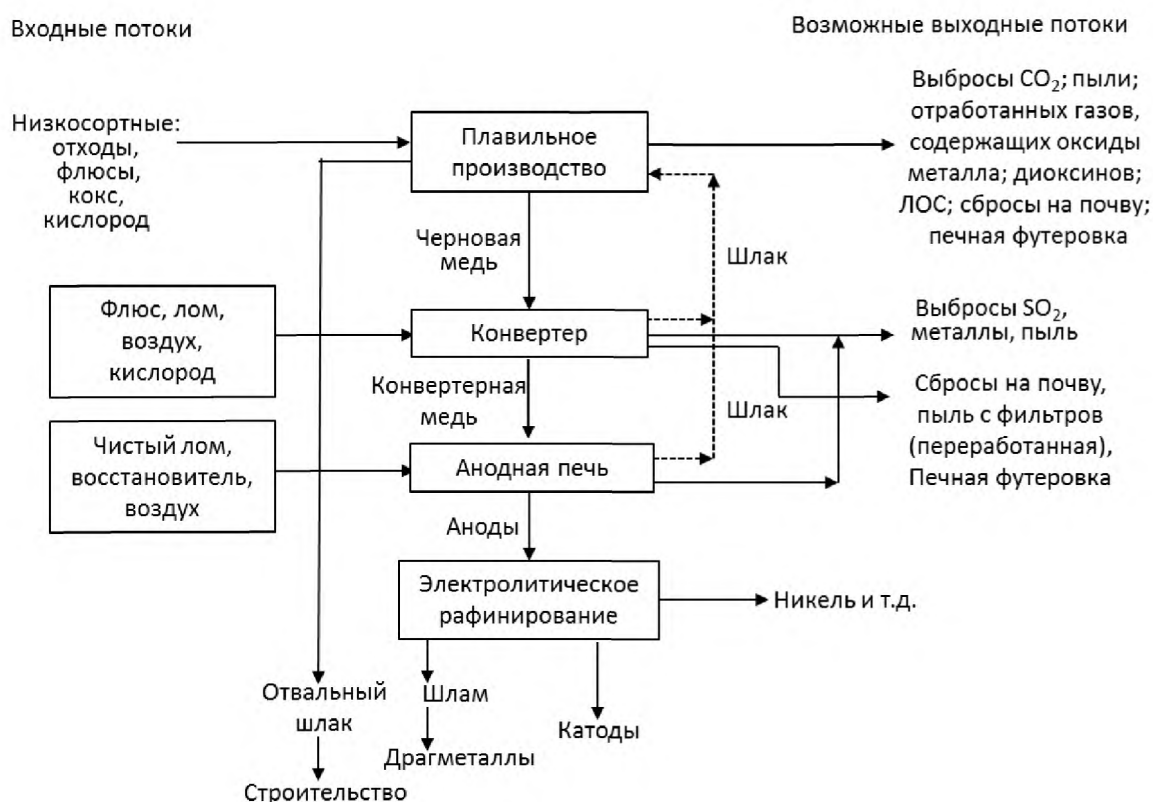 Входные потоки
Возможные выходные потоки
Низкосортные:
отходы,
флюсы,
кокс,
кислород
Плавильное
производство
Выбросы CO₂; пыли;
отработанных газов,
содержащих оксиды
металла; диоксинов;
ЛОС; сбросы на почву;
печная футеровка
Черновая
медь
Шлак
Флюс, лом,
воздух,
кислород
Конвертер
Выбросы SO₂,
металлы, пыль
Конвертерная
медь
Шлак
Сбросы на почву,
пыль с фильтров
(переработанная),
Печная футеровка
Чистый лом,
восстановитель,
воздух
Анодная печь
Аноды
Электролитическое
рафинирование
Никель и т.д.
Отвальный
шлак
Шлам
Катоды
Драгметаллы
Строительство